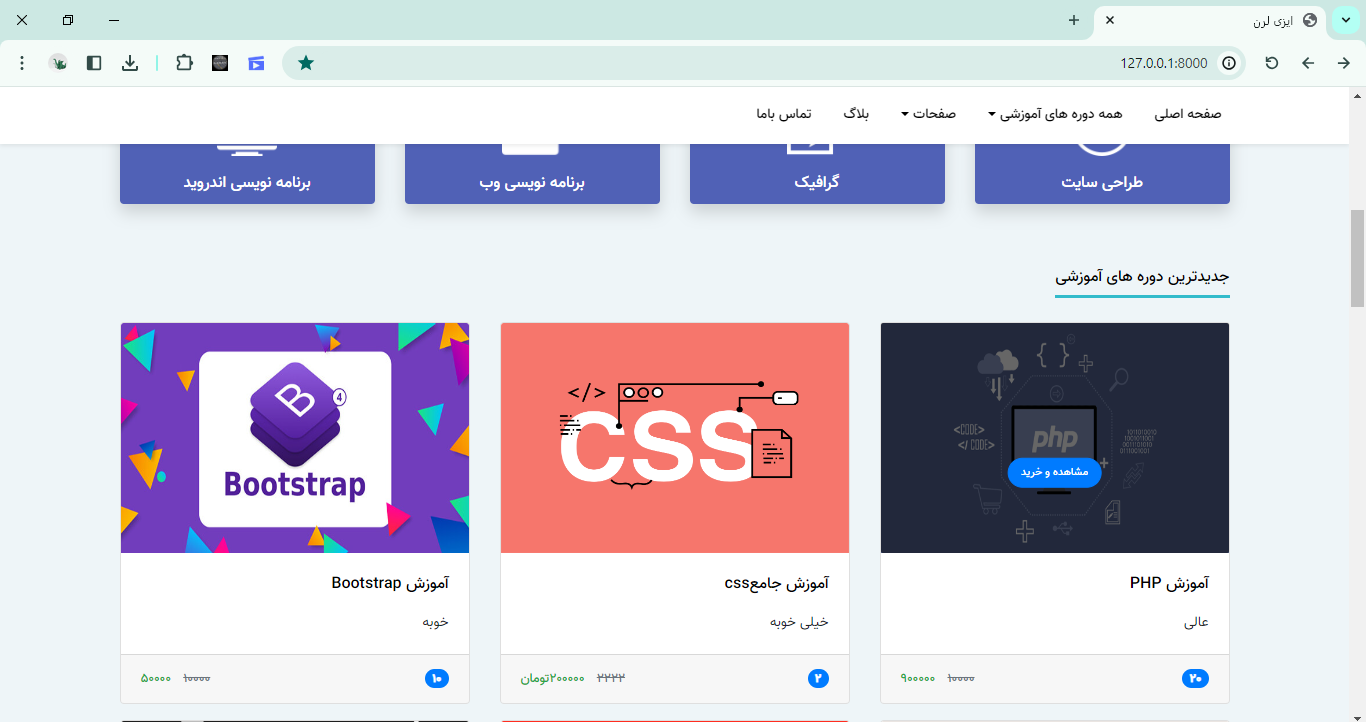 ایزی لرن
127.0.0.1:8000
صفحه اصلی
همه دوره های آموزشی
صفحات
بلاگ
تماس باما
طراحی سایت
گرافیک
برنامه نویسی وب
برنامه نویسی اندروید
جدیدترین دوره های آموزشی
{ }
<CODE>
</ CODE>
php
مشاهده و خرید
</>
CSS
B
4
Bootstrap
آموزش PHP
عالی
۲۰
۱۰۰۰۰
۹۰۰۰۰۰
آموزش جامعcss
خیلی خوبه
۲
۲۲۲۲
۲۰۰۰۰۰تومان
آموزش Bootstrap
خوبه
۱۰
۱۰۰۰۰
۵۰۰۰۰